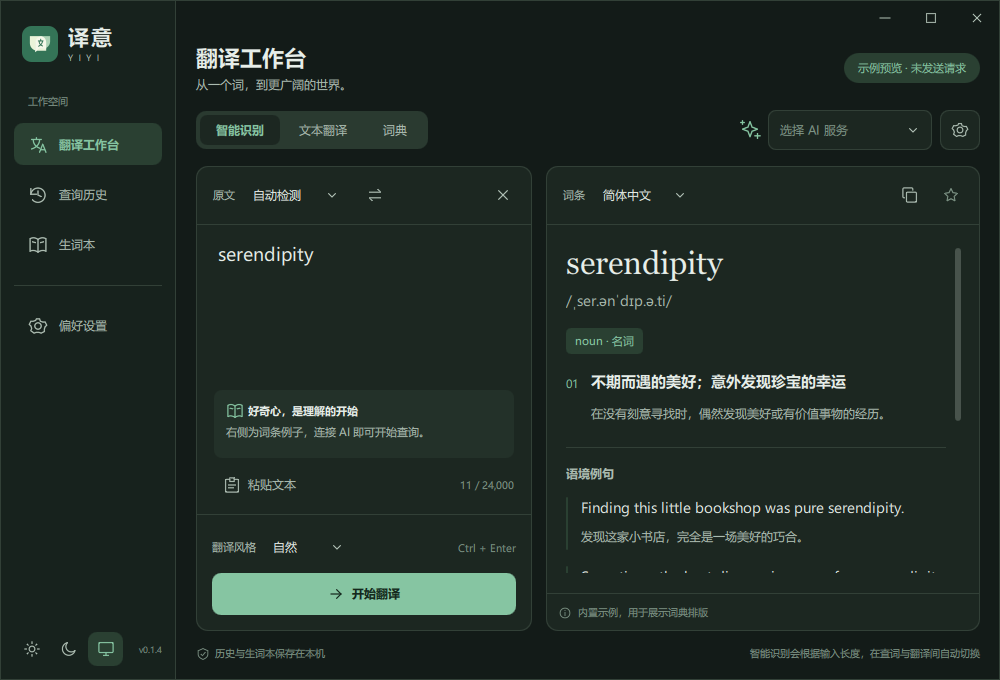 译意
YIYI
工作空间
翻译工作台
查询历史
生词本
偏好设置
v0.1.4
翻译工作台
从一个词，到更广阔的世界。
示例预览 · 未发送请求
智能识别 文本翻译 词典
选择 AI 服务
原文 自动检测
serendipity
好奇心，是理解的开始
右侧为词条例子，连接 AI 即可开始查询。
粘贴文本 11 / 24,000
翻译风格 自然 Ctrl + Enter
开始翻译
词条 简体中文
serendipity
/ˌser.ənˈdɪp.ə.ti/
noun · 名词
01 不期而遇的美好；意外发现珍宝的幸运
在没有刻意寻找时，偶然发现美好或有价值事物的经历。
语境例句
Finding this little bookshop was pure serendipity.
发现这家小书店，完全是一场美好的巧合。
内置示例，用于展示词典排版
历史与生词本保存在本机
智能识别会根据输入长度，在查词与翻译间自动切换